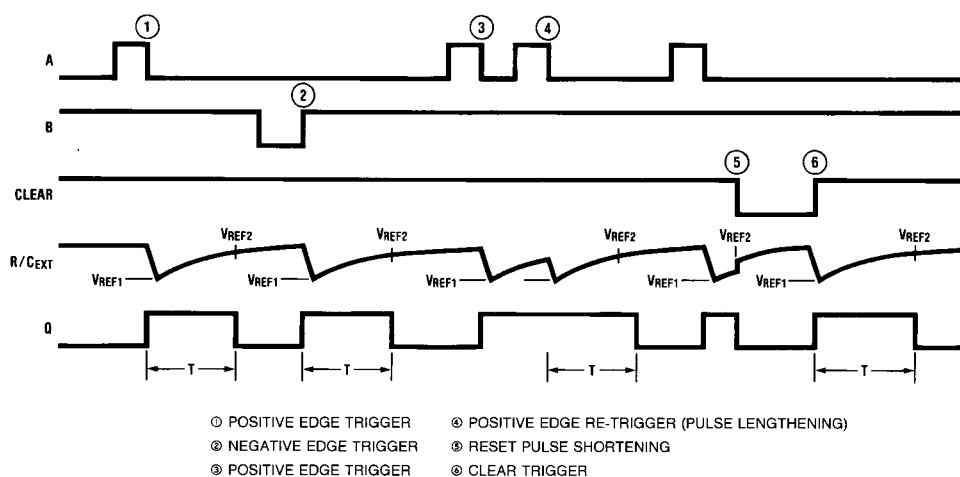 ① ③ ④
A
②
B
⑤ ⑥
CLEAR
VREF2 VREF2 VREF2 VREF2 VREF2
R/CEXT
VREF1 VREF1 VREF1 VREF1 VREF1
Q
T T T T
① POSITIVE EDGE TRIGGER ④ POSITIVE EDGE RE-TRIGGER (PULSE LENGTHENING)
② NEGATIVE EDGE TRIGGER ⑤ RESET PULSE SHORTENING
③ POSITIVE EDGE TRIGGER ⑥ CLEAR TRIGGER